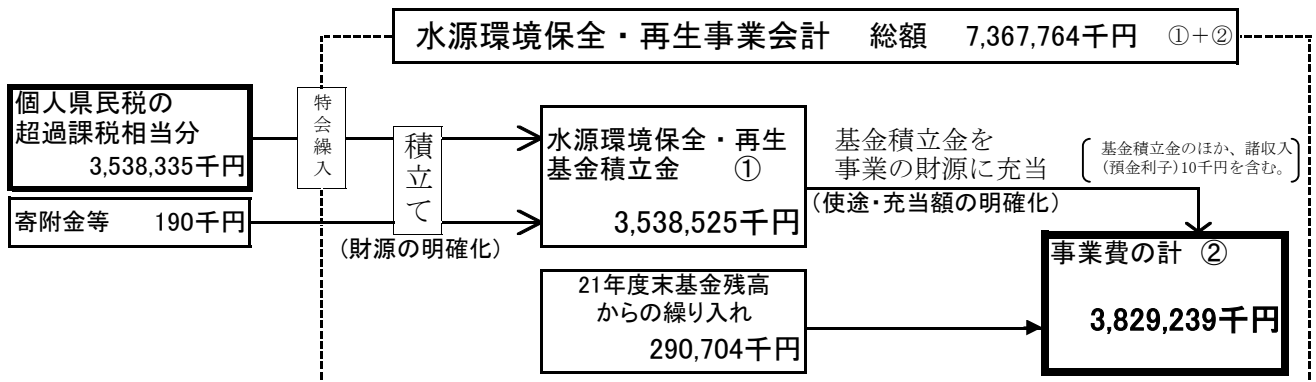 水源環境保全・再生事業会計 総額 7,367,764千円 ①+②
個人県民税の
超過課税相当分
3,538,335千円
特会繰入
積立て
水源環境保全・再生
基金積立金 ①
3,538,525千円
基金積立金を
事業の財源に充当
基金積立金のほか、諸収入
(預金利子)10千円を含む。
(使途・充当額の明確化)
寄附金等 190千円
(財源の明確化)
事業費の計 ②
3,829,239千円
21年度末基金残高
からの繰り入れ
290,704千円